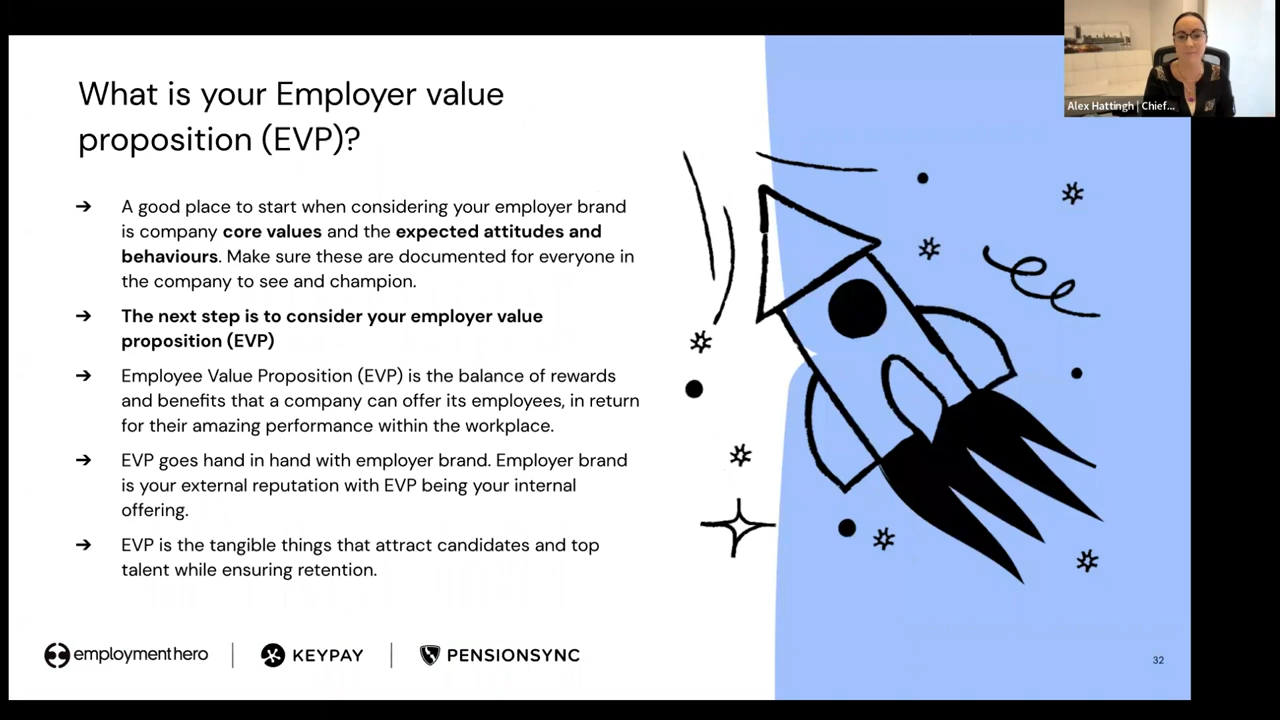 Alex Hattingh | Chief...
What is your Employer value
proposition (EVP)?
➔ A good place to start when considering your employer brand
is company core values and the expected attitudes and
behaviours. Make sure these are documented for everyone in
the company to see and champion.
➔ The next step is to consider your employer value
proposition (EVP)
➔ Employee Value Proposition (EVP) is the balance of rewards
and benefits that a company can offer its employees, in return
for their amazing performance within the workplace.
➔ EVP goes hand in hand with employer brand. Employer brand
is your external reputation with EVP being your internal
offering.
➔ EVP is the tangible things that attract candidates and top
talent while ensuring retention.
employmenthero | KEYPAY | PENSIONSYNC
32